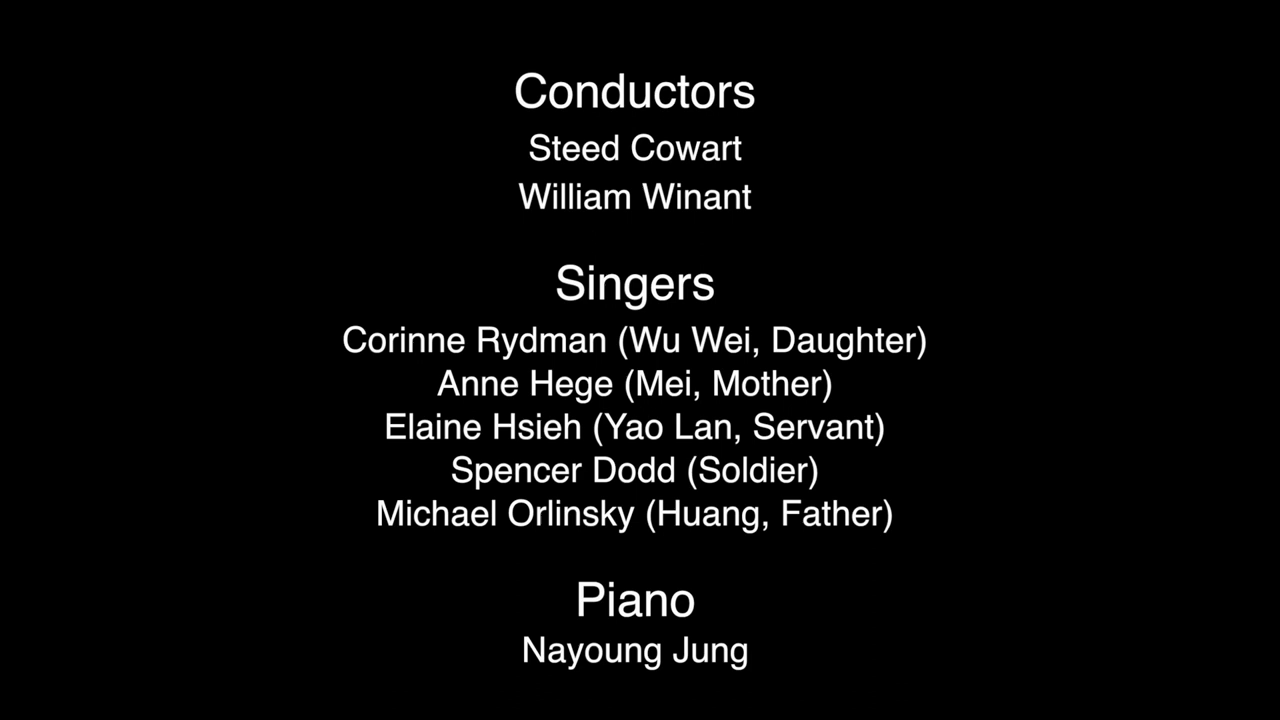 Conductors
Steed Cowart
William Winant
Singers
Corinne Rydman (Wu Wei, Daughter)
Anne Hege (Mei, Mother)
Elaine Hsieh (Yao Lan, Servant)
Spencer Dodd (Soldier)
Michael Orlinsky (Huang, Father)
Piano
Nayoung Jung